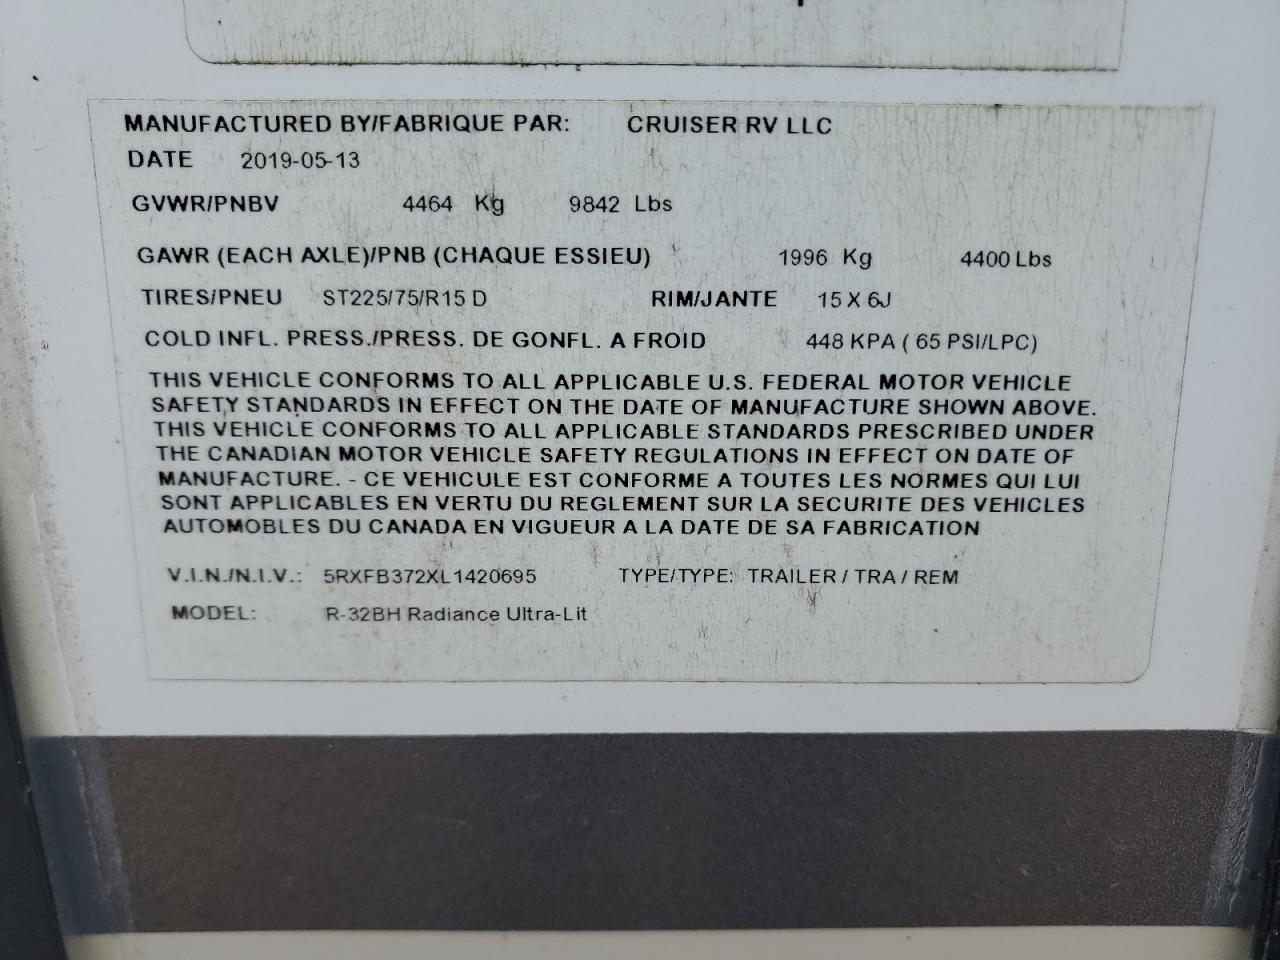 MANUFACTURED BY/FABRIQUE PAR: CRUISER RV LLC
DATE 2019-05-13
GVWR/PNBV 4464 Kg 9842 Lbs
GAWR (EACH AXLE)/PNB (CHAQUE ESSIEU) 1996 Kg 4400 Lbs
TIRES/PNEU ST225/75/R15 D RIM/JANTE 15 X 6J
COLD INFL. PRESS./PRESS. DE GONFL. A FROID 448 KPA ( 65 PSI/LPC)
THIS VEHICLE CONFORMS TO ALL APPLICABLE U.S. FEDERAL MOTOR VEHICLE
SAFETY STANDARDS IN EFFECT ON THE DATE OF MANUFACTURE SHOWN ABOVE.
THIS VEHICLE CONFORMS TO ALL APPLICABLE STANDARDS PRESCRIBED UNDER
THE CANADIAN MOTOR VEHICLE SAFETY REGULATIONS IN EFFECT ON DATE OF
MANUFACTURE. - CE VEHICULE EST CONFORME A TOUTES LES NORMES QUI LUI
SONT APPLICABLES EN VERTU DU REGLEMENT SUR LA SECURITE DES VEHICLES
AUTOMOBLES DU CANADA EN VIGUEUR A LA DATE DE SA FABRICATION
V.I.N./N.I.V.: 5RXFB372XL1420695 TYPE/TYPE: TRAILER / TRA / REM
MODEL: R-32BH Radiance Ultra-Lit